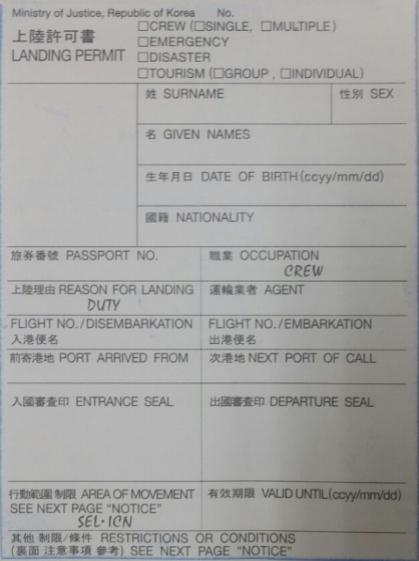 Ministry of Justice, Republic of Korea No.
上陸許可書 □CREW (□SINGLE, □MULTIPLE)
LANDING PERMIT □EMERGENCY
□DISASTER
□TOURISM (□GROUP , □INDIVIDUAL)
姓 SURNAME 性別 SEX
名 GIVEN NAMES
生年月日 DATE OF BIRTH (ccyy/mm/dd)
國籍 NATIONALITY
旅券番號 PASSPORT NO. 職業 OCCUPATION
CREW
上陸理由 REASON FOR LANDING 運輸業者 AGENT
DUTY
FLIGHT NO./DISEMBARKATION FLIGHT NO./EMBARKATION
入港便名 出港便名
前寄港地 PORT ARRIVED FROM 次港地 NEXT PORT OF CALL
入國審査印 ENTRANCE SEAL 出國審査印 DEPARTURE SEAL
行動範圍 制限 AREA OF MOVEMENT 有效期限 VALID UNTIL(ccyy/mm/dd)
SEE NEXT PAGE "NOTICE"
SEL·ICN
其他 制限/條件 RESTRICTIONS OR CONDITIONS
(裏面 注意事項 參考) SEE NEXT PAGE "NOTICE"